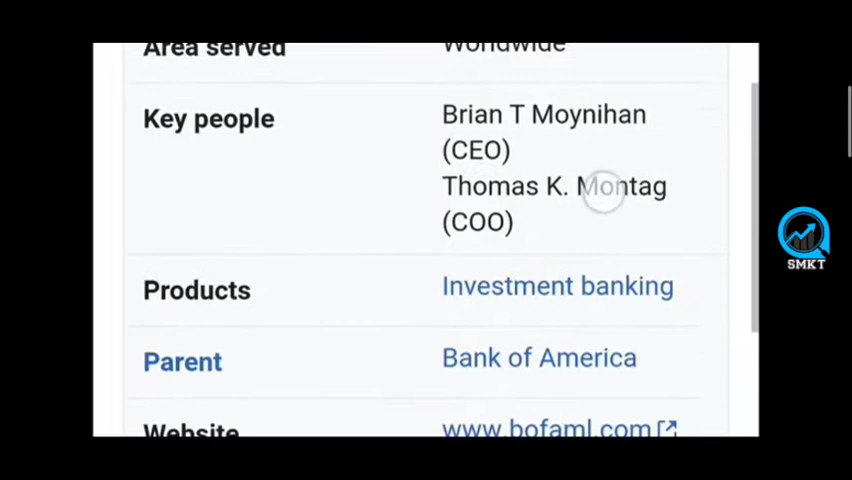 Area served
Worldwide
Key people
Brian T Moynihan
(CEO)
Thomas K. Montag
(COO)
Products
Investment banking
Parent
Bank of America
Website
www.bofaml.com
SMKT